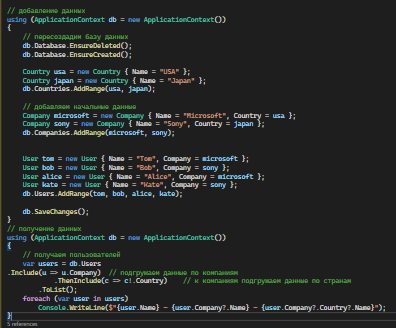 // добавление данных
using (ApplicationContext db = new ApplicationContext())
{
// пересоздадим базу данных
db.Database.EnsureDeleted();
db.Database.EnsureCreated();
Country usa = new Country { Name = "USA" };
Country japan = new Country { Name = "Japan" };
db.Countries.AddRange(usa, japan);
// добавляем начальные данные
Company microsoft = new Company { Name = "Microsoft", Country = usa };
Company sony = new Company { Name = "Sony", Country = japan };
db.Companies.AddRange(microsoft, sony);
User tom = new User { Name = "Tom", Company = microsoft };
User bob = new User { Name = "Bob", Company = sony };
User alice = new User { Name = "Alice", Company = microsoft };
User kate = new User { Name = "Kate", Company = sony };
db.Users.AddRange(tom, bob, alice, kate);
db.SaveChanges();
}
// получение данных
using (ApplicationContext db = new ApplicationContext())
{
// получаем пользователей
var users = db.Users
.Include(u => u.Company) // подгружаем данные по компаниям
.ThenInclude(c => c!.Country) // к компаниям подгружаем данные по странам
.ToList();
foreach (var user in users)
Console.WriteLine($"{user.Name} - {user.Company?.Name} - {user.Company?.Country?.Name}");
}
5 references